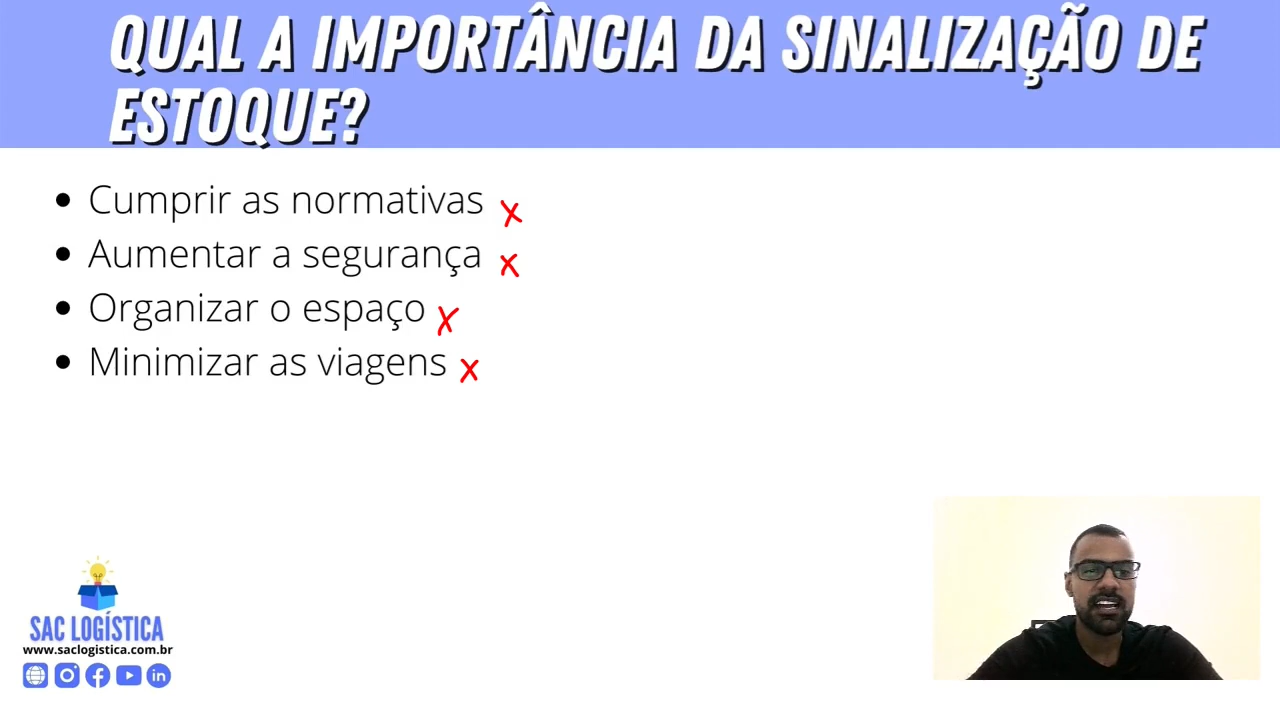 QUAL A IMPORTÂNCIA DA SINALIZAÇÃO DE
ESTOQUE?
• Cumprir as normativas x
• Aumentar a segurança x
• Organizar o espaço x
• Minimizar as viagens x
SAC LOGÍSTICA
www.saclogistica.com.br
in